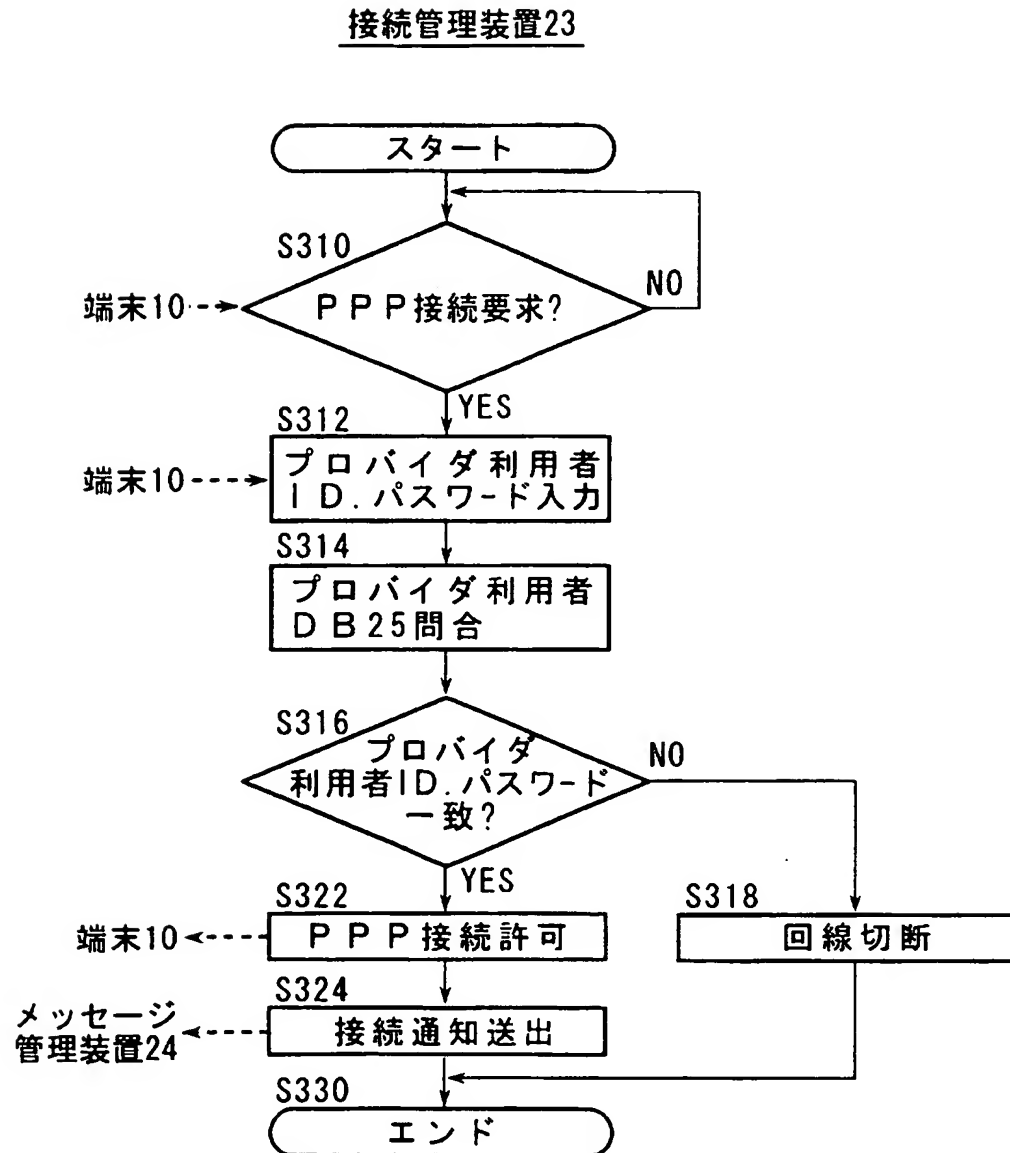 接続管理装置23
スタート
S310
端末10
PPP接続要求?
NO
YES
S312
端末10
プロバイダ利用者
ID.パスワード入力
S314
プロバイダ利用者
DB25問合
S316
プロバイダ
利用者ID.パスワード
一致?
NO
YES
S322
端末10
PPP接続許可
S318
回線切断
S324
メッセージ
管理装置24
接続通知送出
S330
エンド